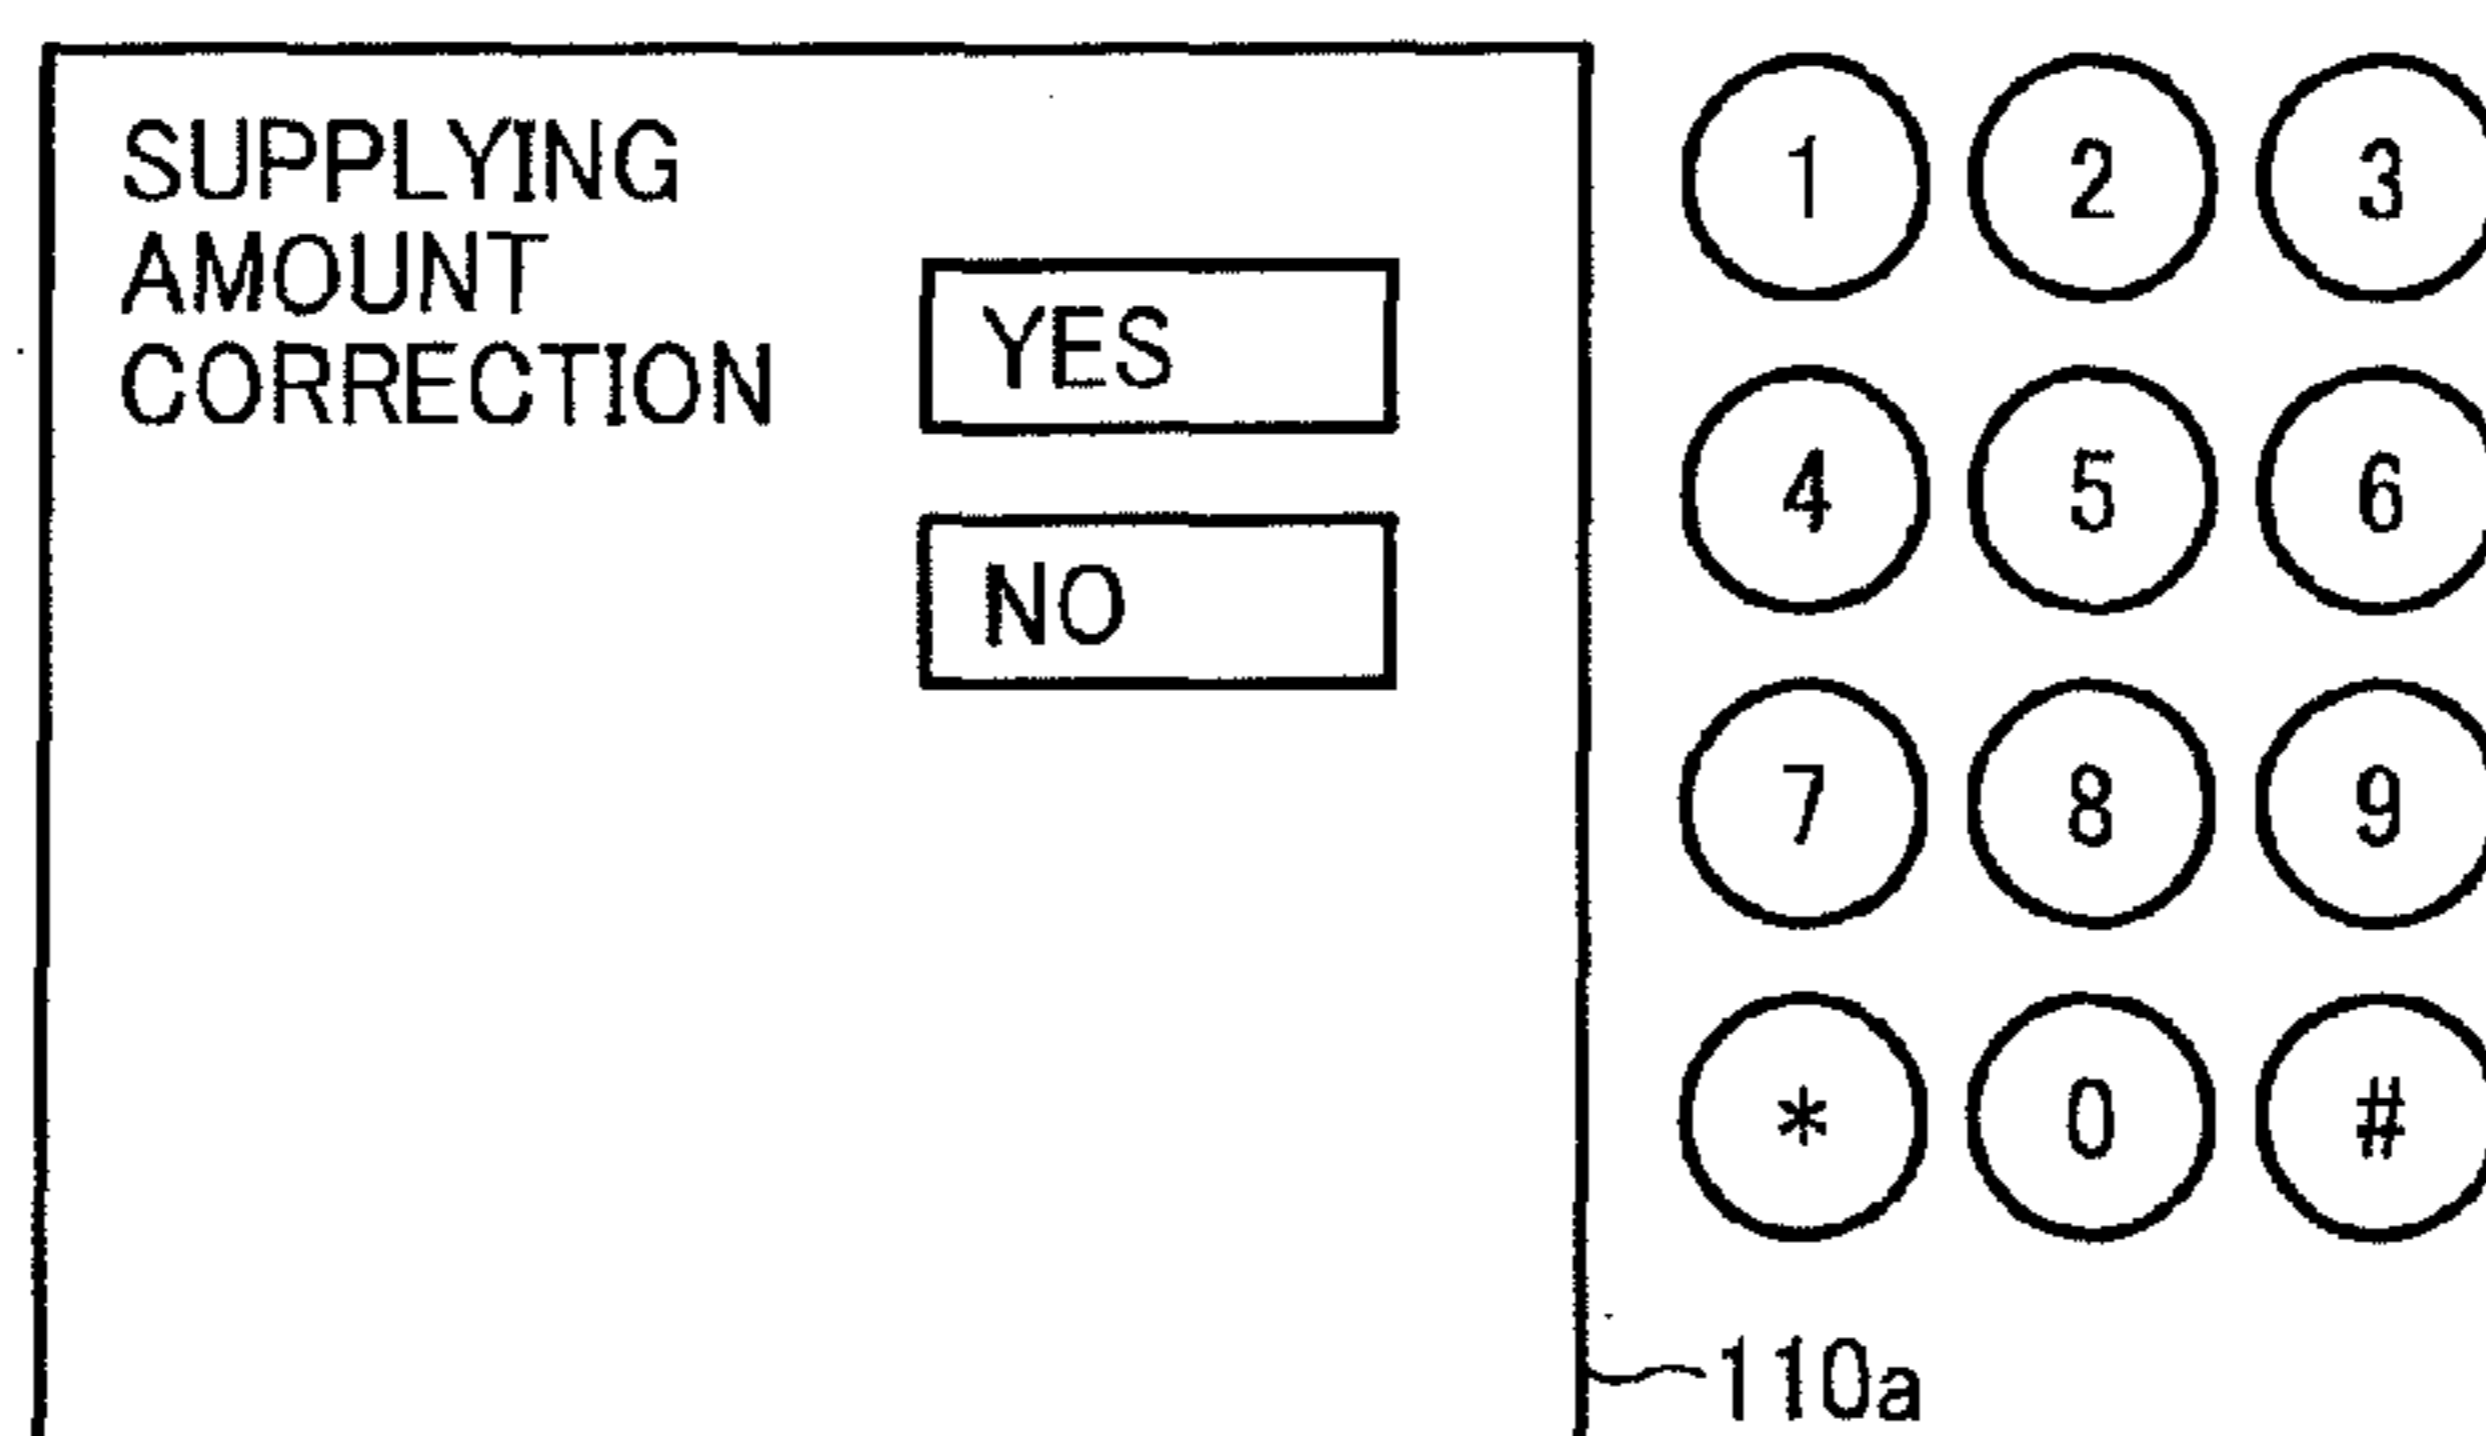 SUPPLYING
AMOUNT
CORRECTION
YES
NO
1 2 3
4 5 6
7 8 9
* 0 #
110a